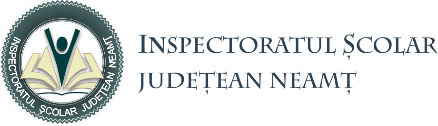 INSPECTORATUL ȘCOLAR JUDEȚEAN NEAMȚ
INSPECTORATUL ȘCOLAR
JUDEȚEAN NEAMȚ